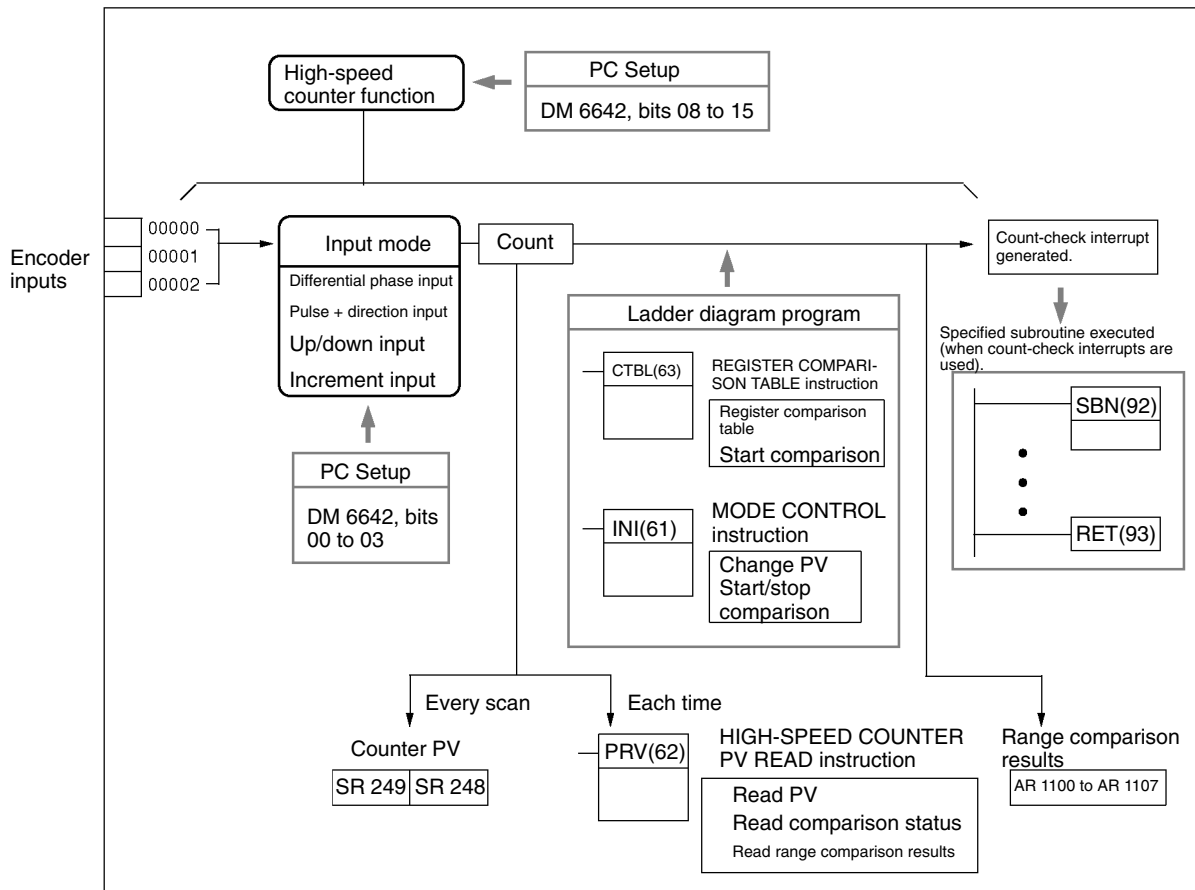 High-speed
counter function
PC Setup
DM 6642, bits 08 to 15
Encoder
inputs
00000
00001
00002
Input mode
Differential phase input
Pulse + direction input
Up/down input
Increment input
PC Setup
DM 6642, bits
00 to 03
Count
Ladder diagram program
CTBL(63)
REGISTER COMPARI-
SON TABLE instruction
Register comparison
table
Start comparison
INI(61)
MODE CONTROL
instruction
Change PV
Start/stop
comparison
Count-check interrupt
generated.
Specified subroutine executed
(when count-check interrupts are
used).
SBN(92)
RET(93)
Every scan
Counter PV
SR 249 SR 248
Each time
PRV(62)
HIGH-SPEED COUNTER
PV READ instruction
Read PV
Read comparison status
Read range comparison results
Range comparison
results
AR 1100 to AR 1107